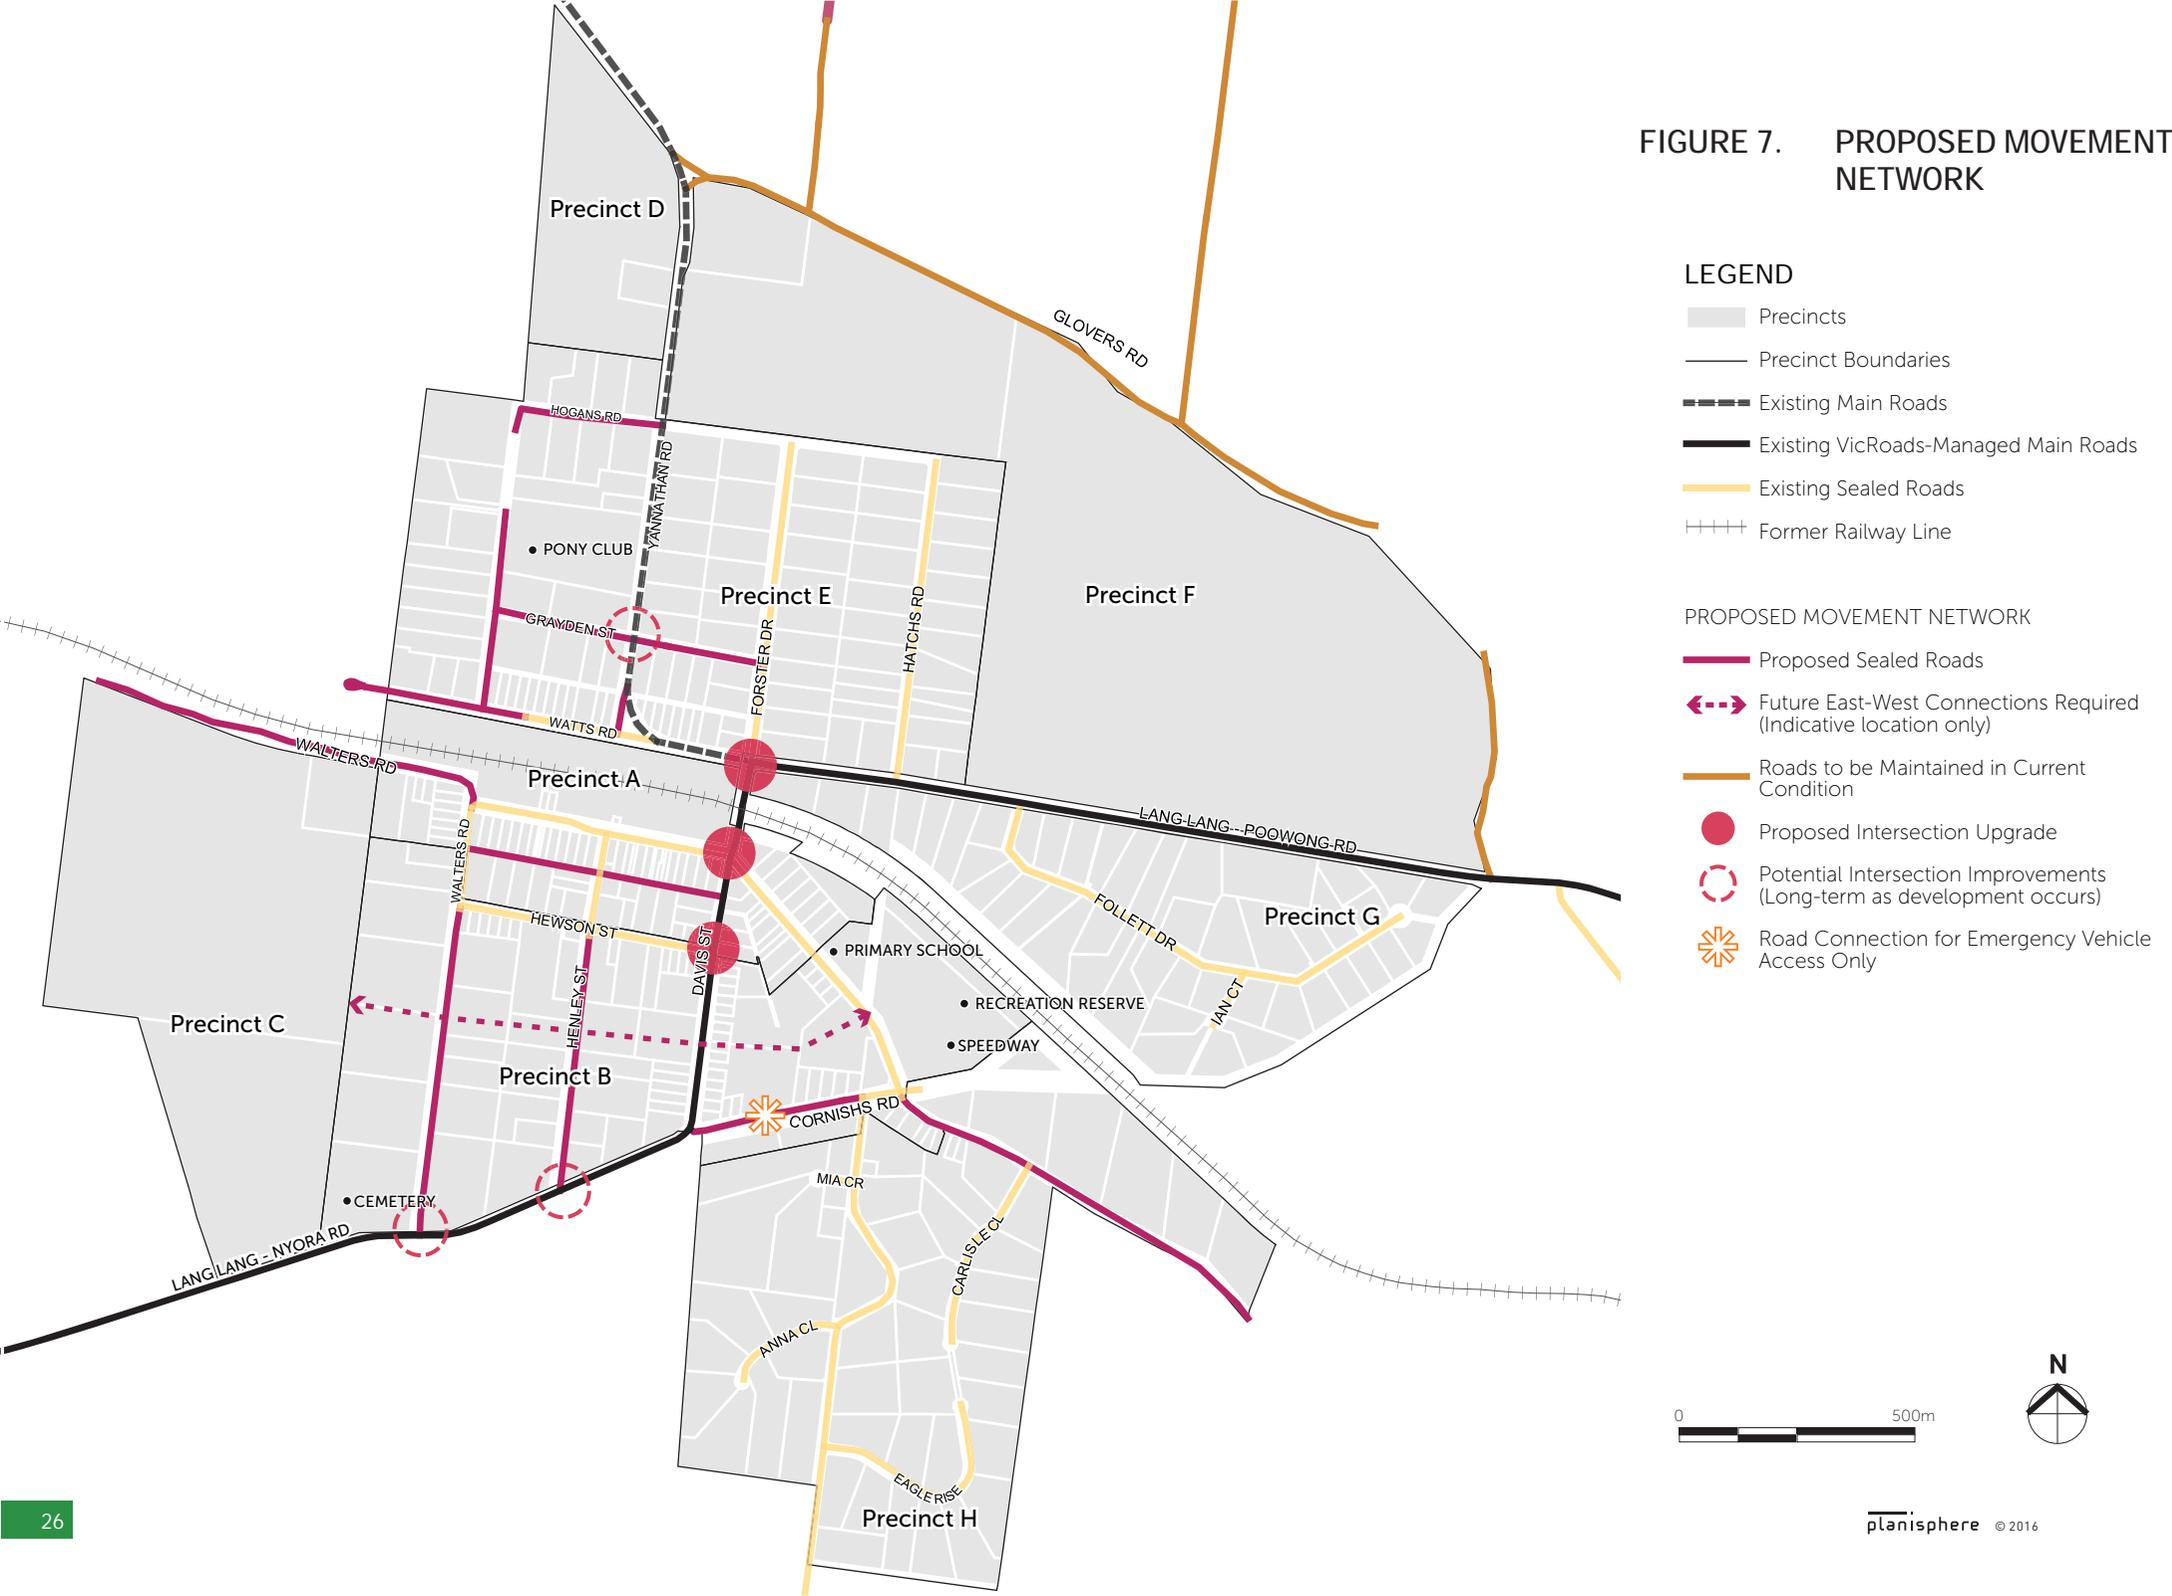 FIGURE 7. PROPOSED MOVEMENT
NETWORK
LEGEND
Precincts
Precinct Boundaries
Existing Main Roads
Existing VicRoads-Managed Main Roads
Existing Sealed Roads
Former Railway Line
PROPOSED MOVEMENT NETWORK
Proposed Sealed Roads
Future East-West Connections Required
(Indicative location only)
Roads to be Maintained in Current
Condition
Proposed Intersection Upgrade
Potential Intersection Improvements
(Long-term as development occurs)
Road Connection for Emergency Vehicle
Access Only
Precinct D
GLOVERS RD
HOGANS RD
YANNATHAN RD
PONY CLUB
Precinct E
Precinct F
HATCHS RD
GRAYDEN ST
FORSTER DR
WATTS RD
WALTERS RD
Precinct A
LANG LANG - POOWONG RD
WALTERS RD
FOLLETT DR
Precinct G
HEWSON ST
DAVIS ST
PRIMARY SCHOOL
HENLEY ST
RECREATION RESERVE
IAN CT
Precinct C
SPEEDWAY
Precinct B
CORNISHS RD
MIA CR
CEMETERY
LANG LANG - NYORA RD
CARLISLE CL
ANNA CL
EAGLE RISE
Precinct H
N
0 500m
26
planisphere © 2016